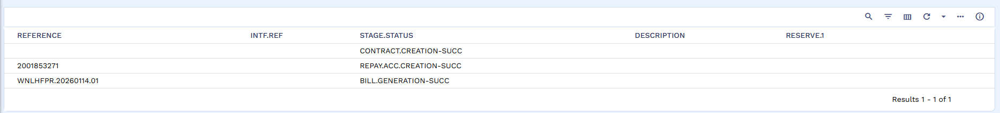 REFERENCE INTF.REF STAGE.STATUS DESCRIPTION RESERVE.1
CONTRACT.CREATION-SUCC
2001853271 REPAY.ACC.CREATION-SUCC
WNLHFPR.20260114.01 BILL.GENERATION-SUCC
Results 1 - 1 of 1